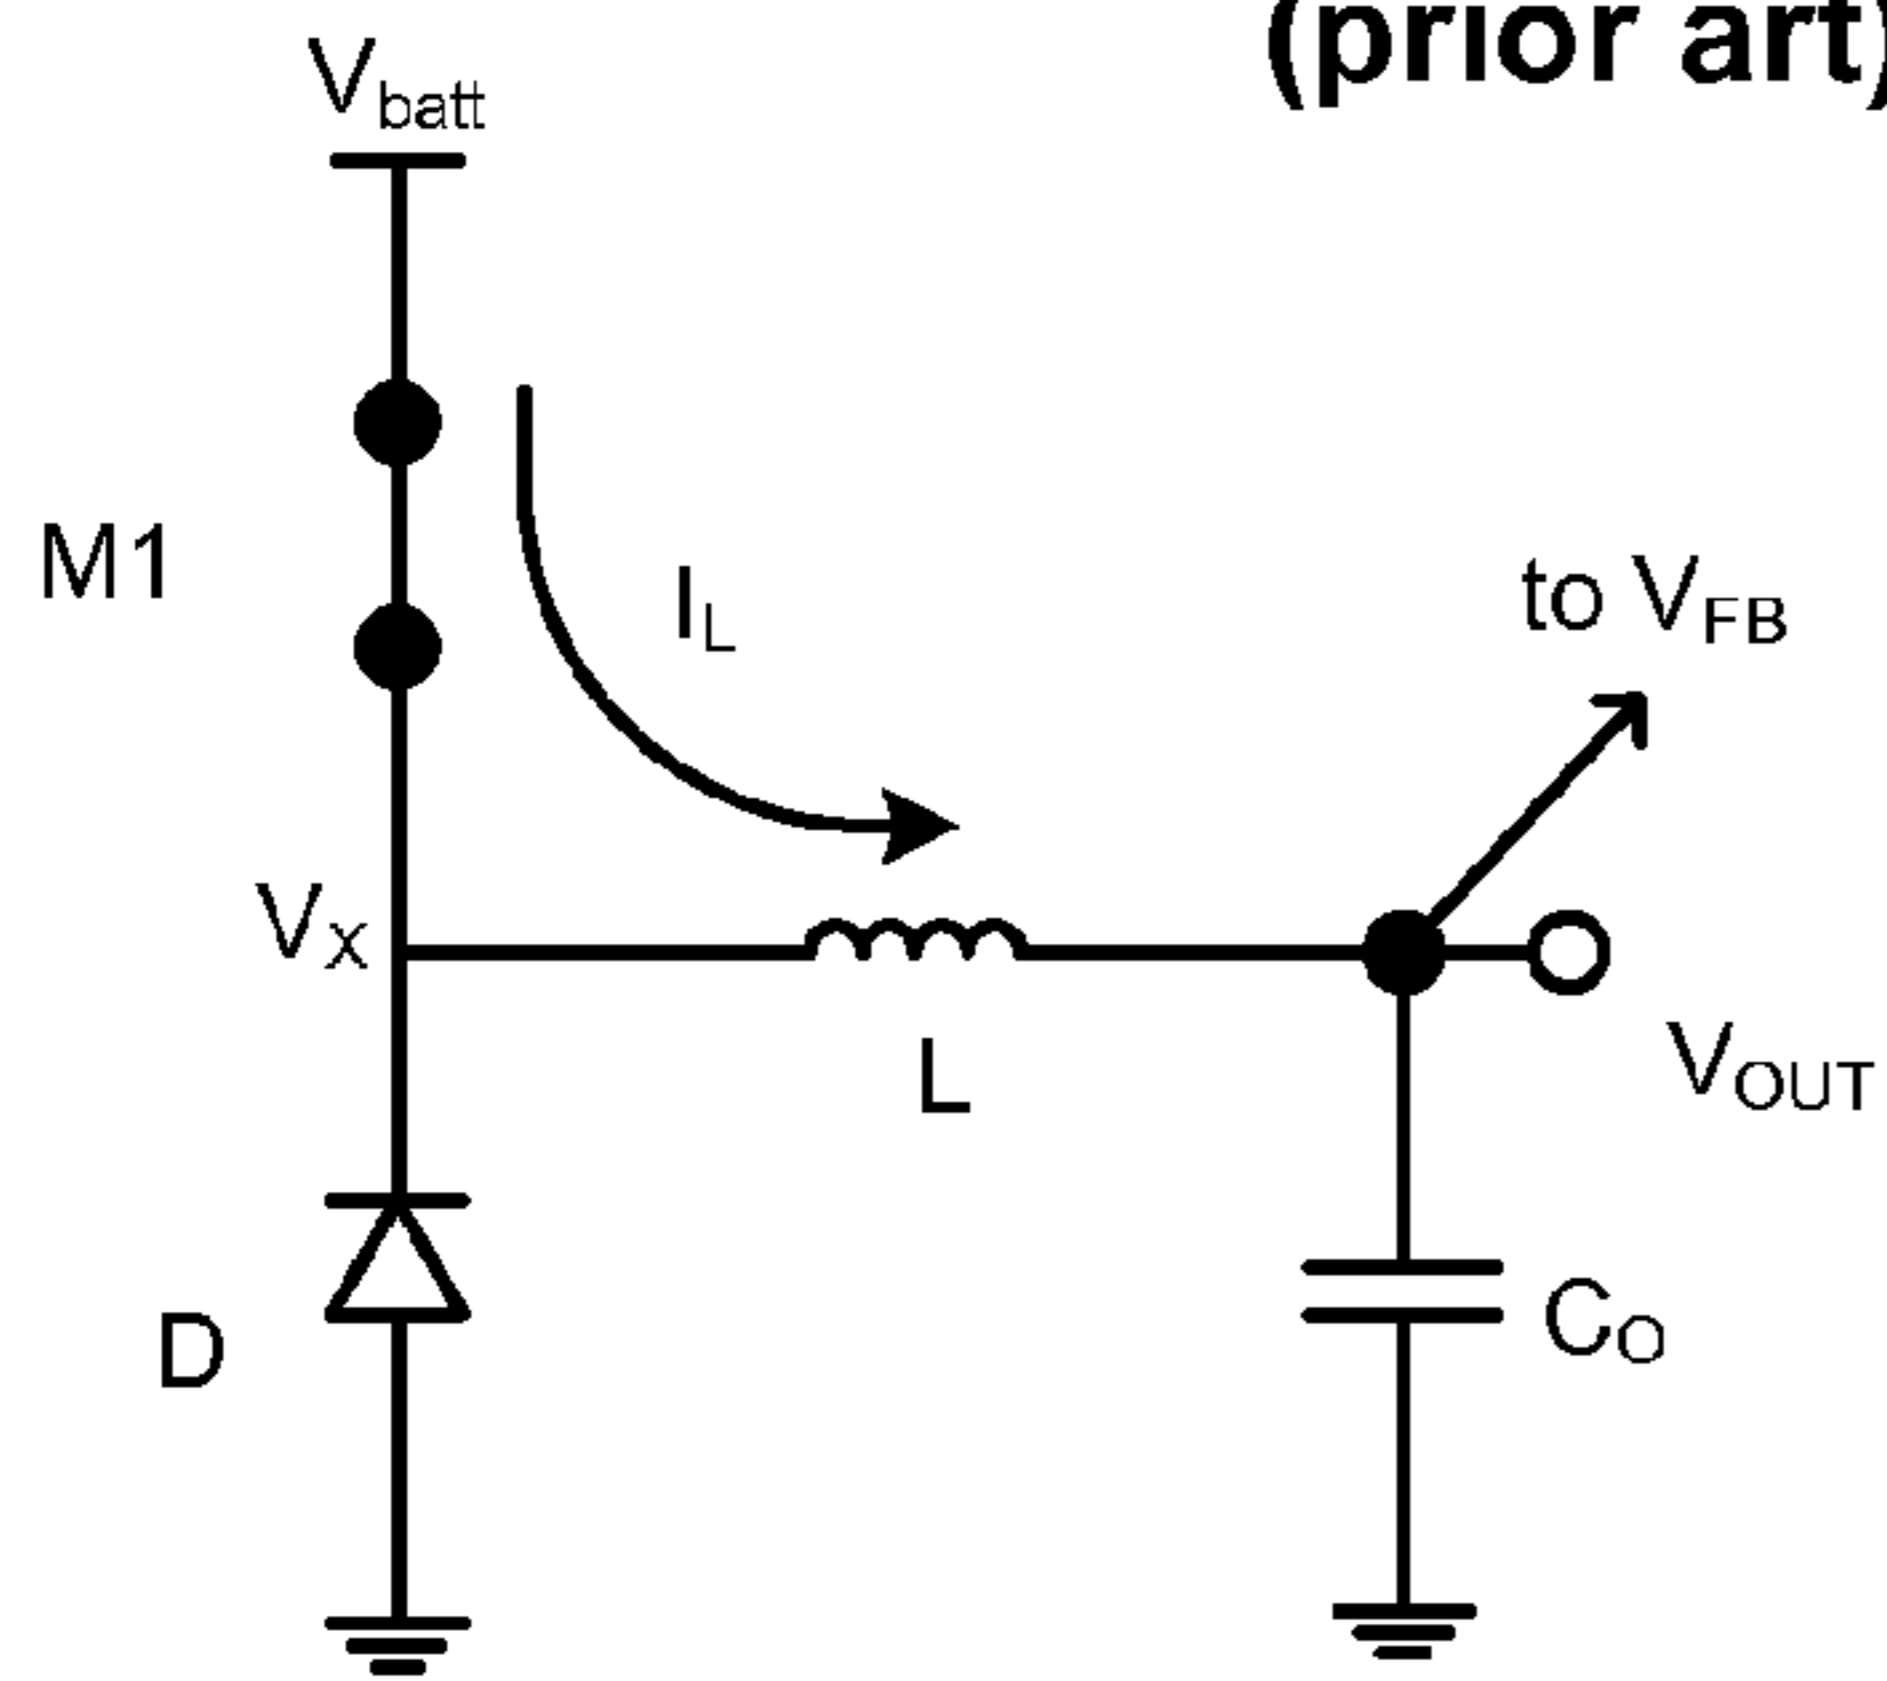 (prior art)
Vbatt
M1
IL
to VFB
VX
L
VOUT
D
CO